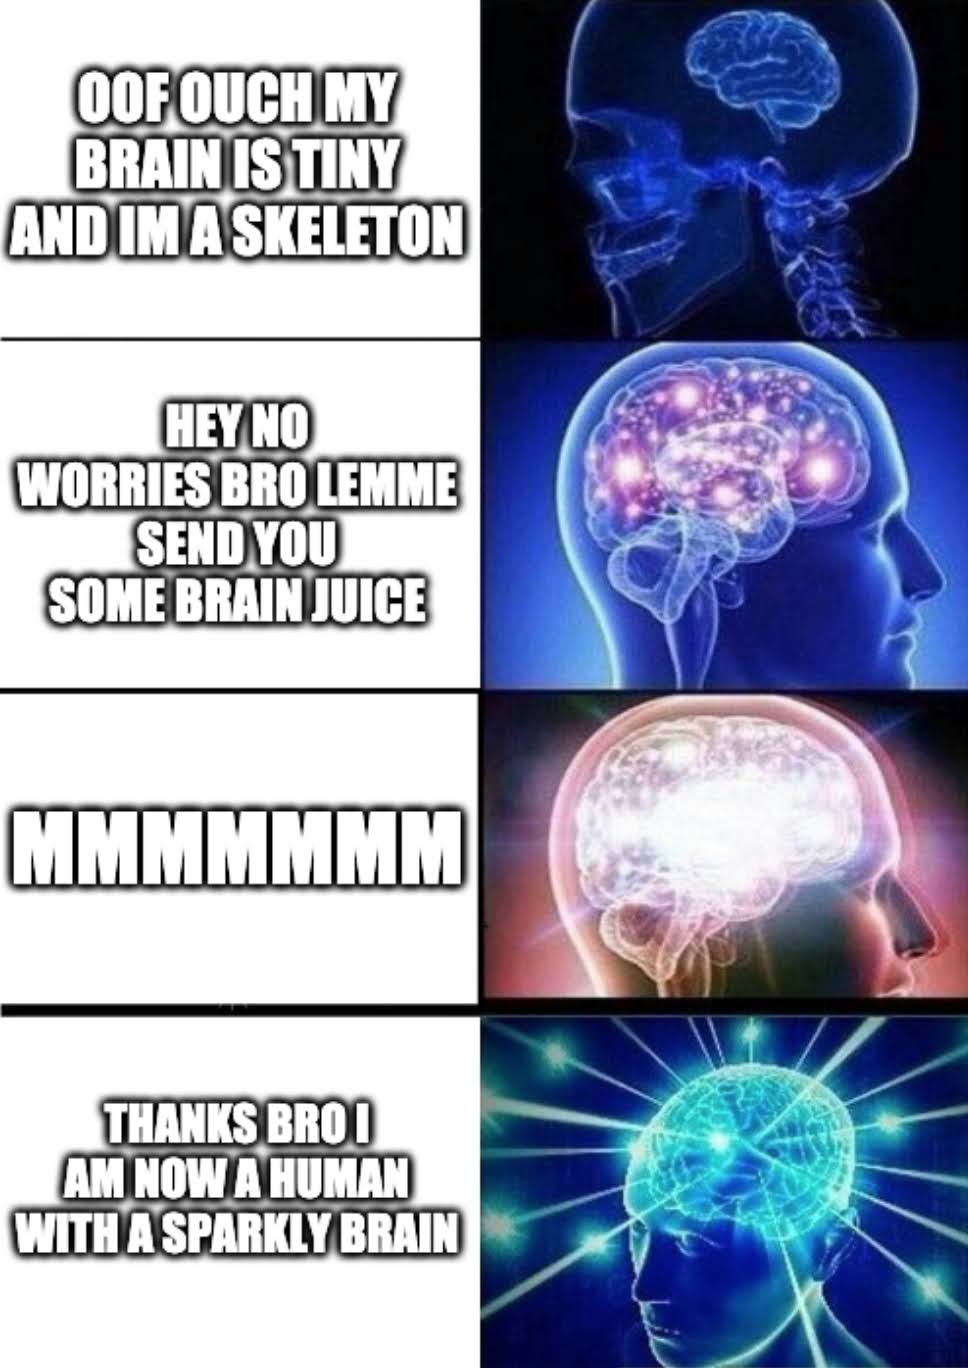 OOF OUCH MY
BRAIN IS TINY
AND IM A SKELETON
HEY NO
WORRIES BRO LEMME
SEND YOU
SOME BRAIN JUICE
MMMMMMM
THANKS BRO I
AM NOW A HUMAN
WITH A SPARKLY BRAIN